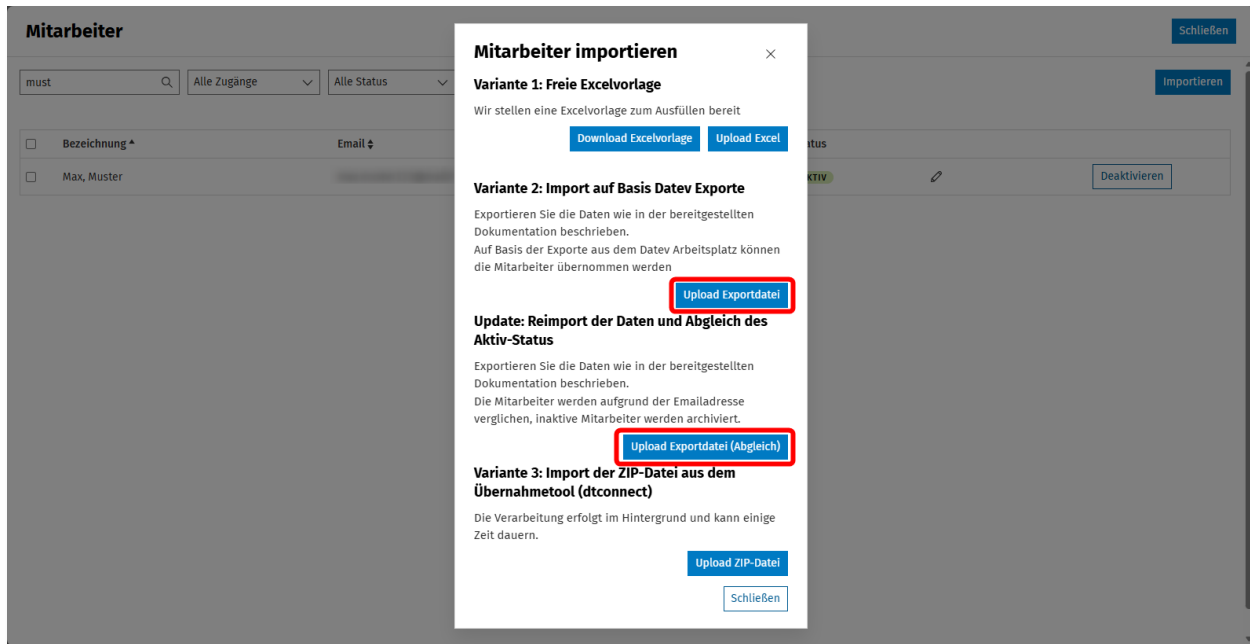 Mitarbeiter
Schließen
must
Alle Zugänge
Alle Status
Importieren
Bezeichnung
Email
Max, Muster
Deaktivieren
Mitarbeiter importieren
Variante 1: Freie Excelvorlage
Wir stellen eine Excelvorlage zum Ausfüllen bereit
Download Excelvorlage
Upload Excel
Variante 2: Import auf Basis Datev Exporte
Exportieren Sie die Daten wie in der bereitgestellten
Dokumentation beschrieben.
Auf Basis der Exporte aus dem Datev Arbeitsplatz können
die Mitarbeiter übernommen werden
Upload Exportdatei
Update: Reimport der Daten und Abgleich des
Aktiv-Status
Exportieren Sie die Daten wie in der bereitgestellten
Dokumentation beschrieben.
Die Mitarbeiter werden aufgrund der Emailadresse
verglichen, inaktive Mitarbeiter werden archiviert.
Upload Exportdatei (Abgleich)
Variante 3: Import der ZIP-Datei aus dem
Übernahmetool (dtconnect)
Die Verarbeitung erfolgt im Hintergrund und kann einige
Zeit dauern.
Upload ZIP-Datei
Schließen